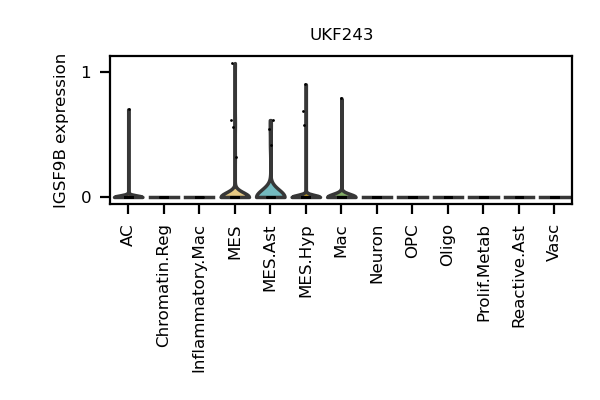 UKF243
IGSF9B expression
1
0
AC
Chromatin.Reg
Inflammatory.Mac
MES
MES.Ast
MES.Hyp
Mac
Neuron
OPC
Oligo
Prolif.Metab
Reactive.Ast
Vasc